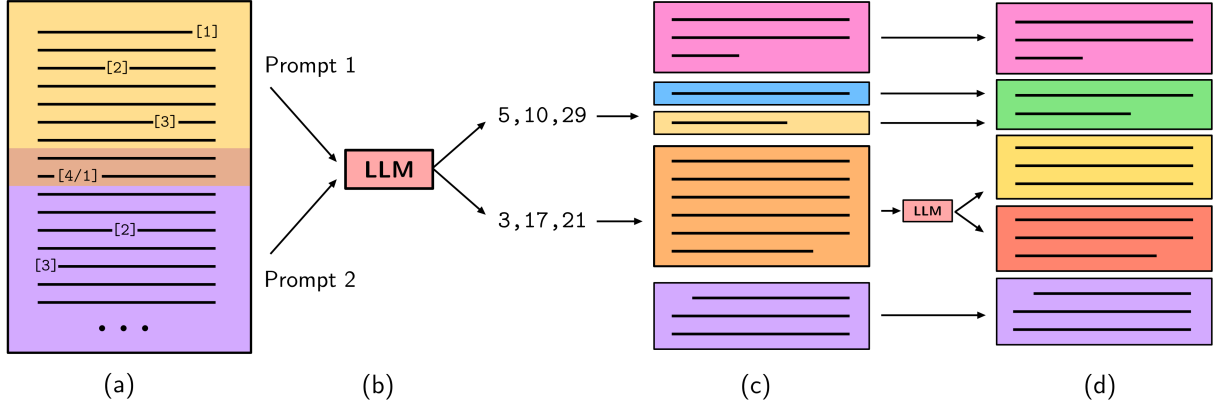 [1]
[2]
[3]
[4/1]
[2]
[3]
Prompt 1
Prompt 2
LLM
5,10,29
3,17,21
LLM
(a)
(b)
(c)
(d)